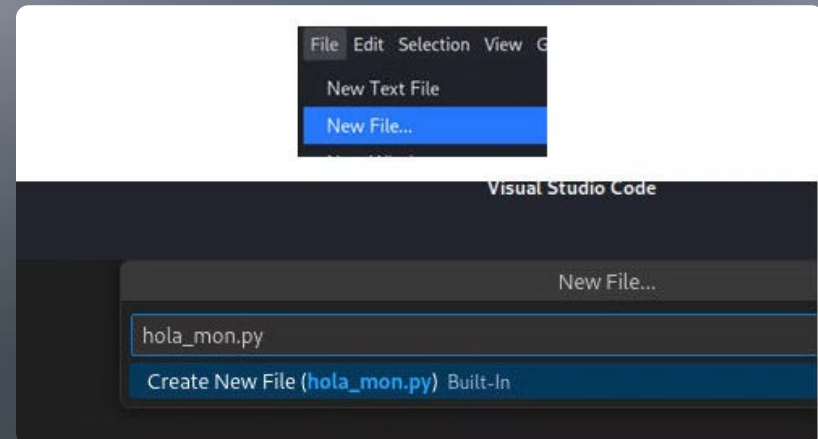 File Edit Selection View G
New Text File
New File...
Visual Studio Code
New File...
hola_mon.py
Create New File (hola_mon.py) Built-In